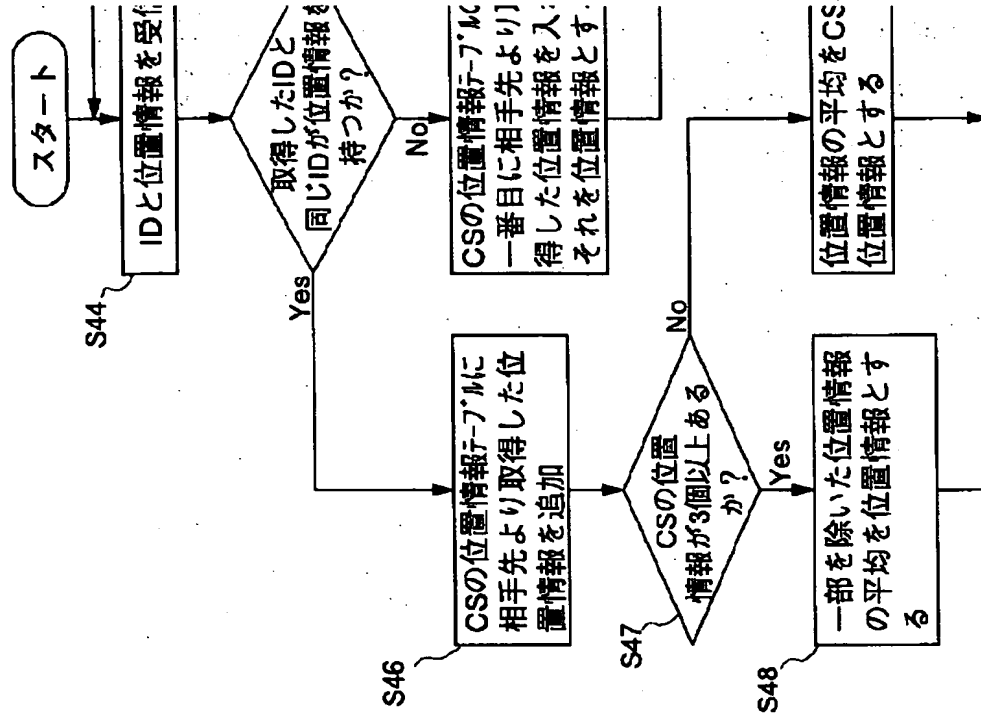 スタート
S44
IDと位置情報を受信
取得したIDと
同じIDが位置情報を
持つか?
Yes
No
S46
CSの位置情報テーブルに
相手先より取得した位
置情報を追加
CSの位置情報テーブルの
一番目に相手先より
得した位置情報を入
それを位置情報とす
S47
CSの位置
情報が3個以上ある
か?
Yes
No
S48
一部を除いた位置情報
の平均を位置情報とす
る
位置情報の平均をCS
位置情報とする